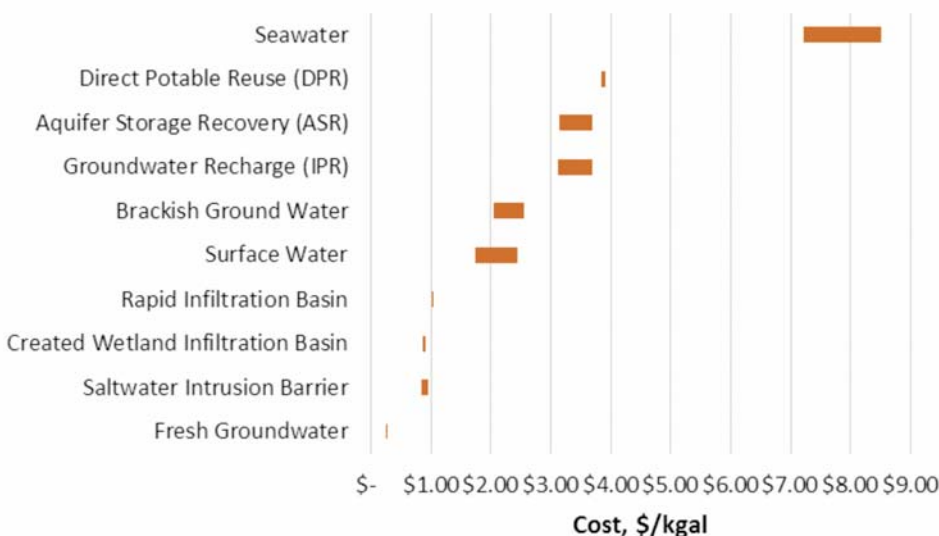 Seawater
Direct Potable Reuse (DPR)
Aquifer Storage Recovery (ASR)
Groundwater Recharge (IPR)
Brackish Ground Water
Surface Water
Rapid Infiltration Basin
Created Wetland Infiltration Basin
Saltwater Intrusion Barrier
Fresh Groundwater
$- $1.00 $2.00 $3.00 $4.00 $5.00 $6.00 $7.00 $8.00 $9.00
Cost, $/kgal